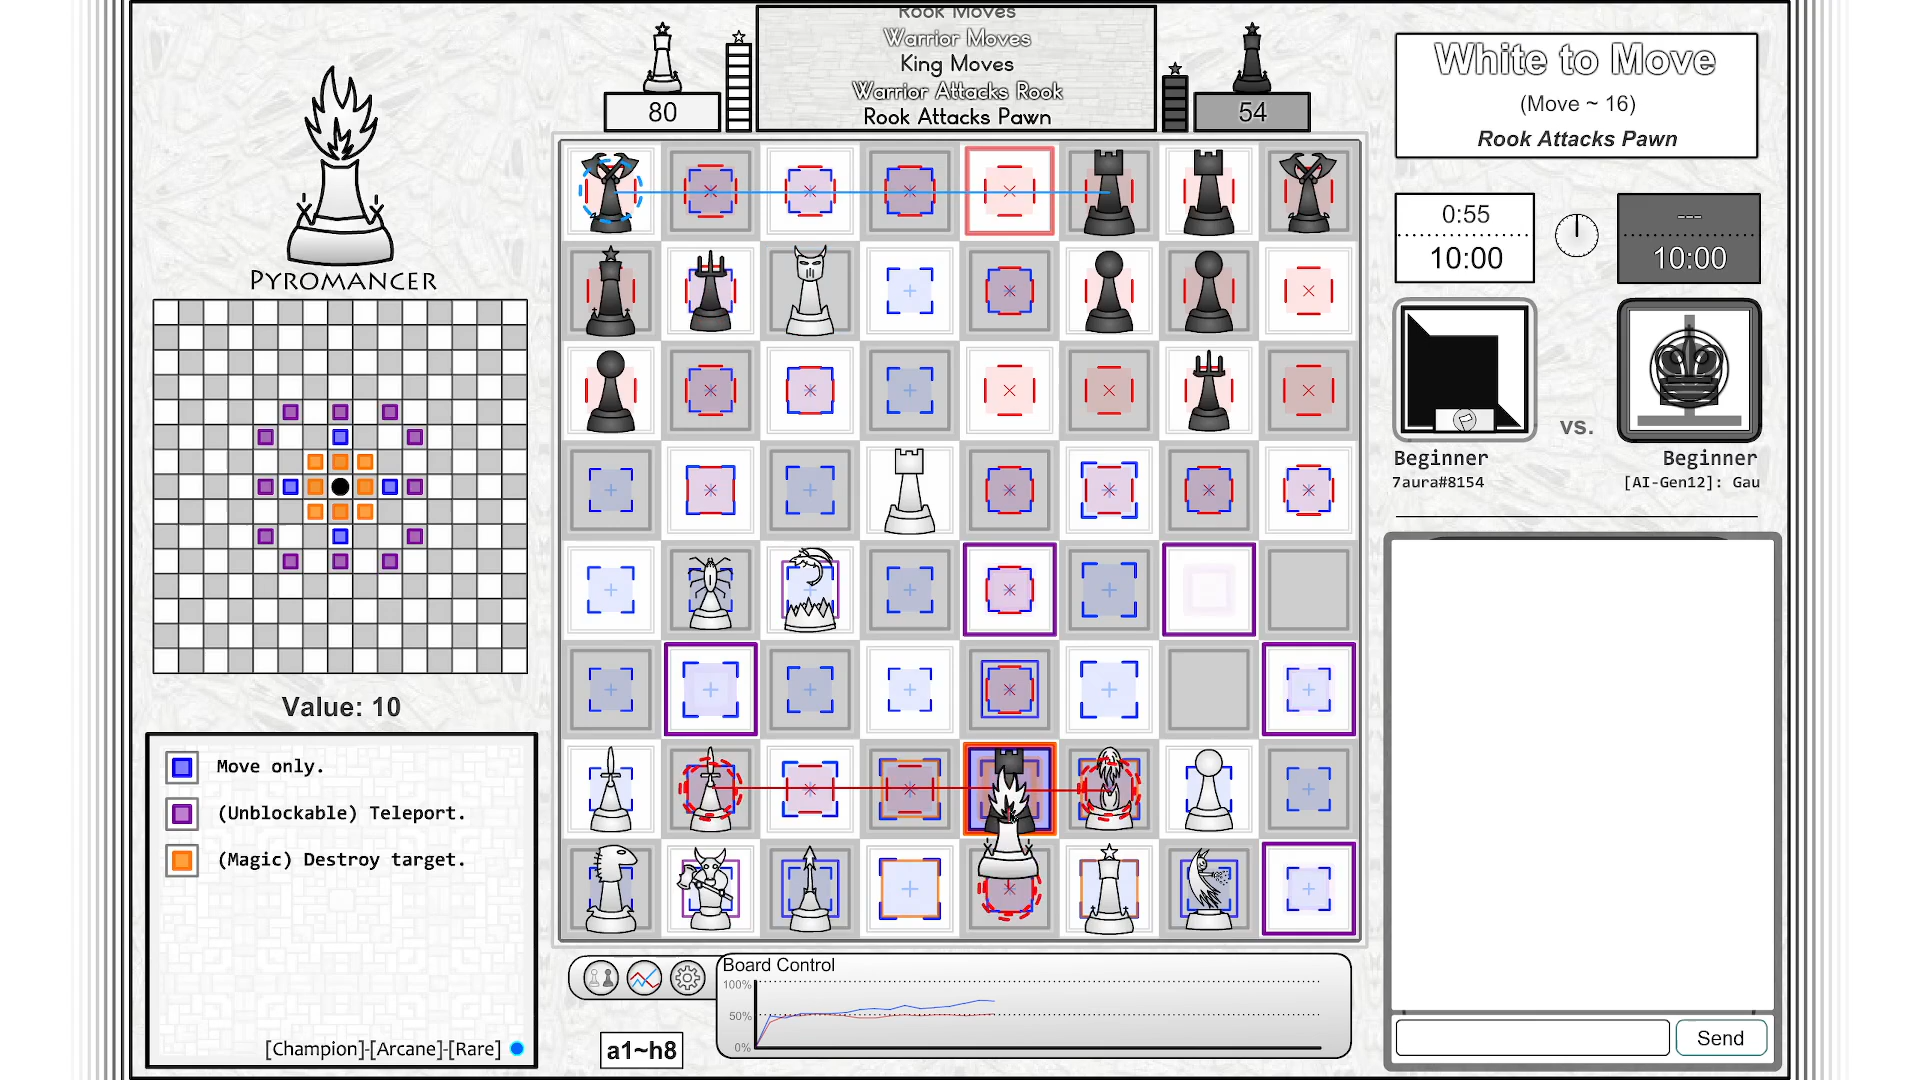 Rook Moves
Warrior Moves
King Moves
Warrior Attacks Rook
Rook Attacks Pawn
80
54
White to Move
(Move ~ 16)
Rook Attacks Pawn
0:55
10:00
---
10:00
PYROMANCER
vs.
Beginner
7aura#8154
Beginner
[AI-Gen12]: Gau
Value: 10
Move only.
(Unblockable) Teleport.
(Magic) Destroy target.
[Champion]-[Arcane]-[Rare]
Board Control
100%
50%
0%
a1~h8
Send